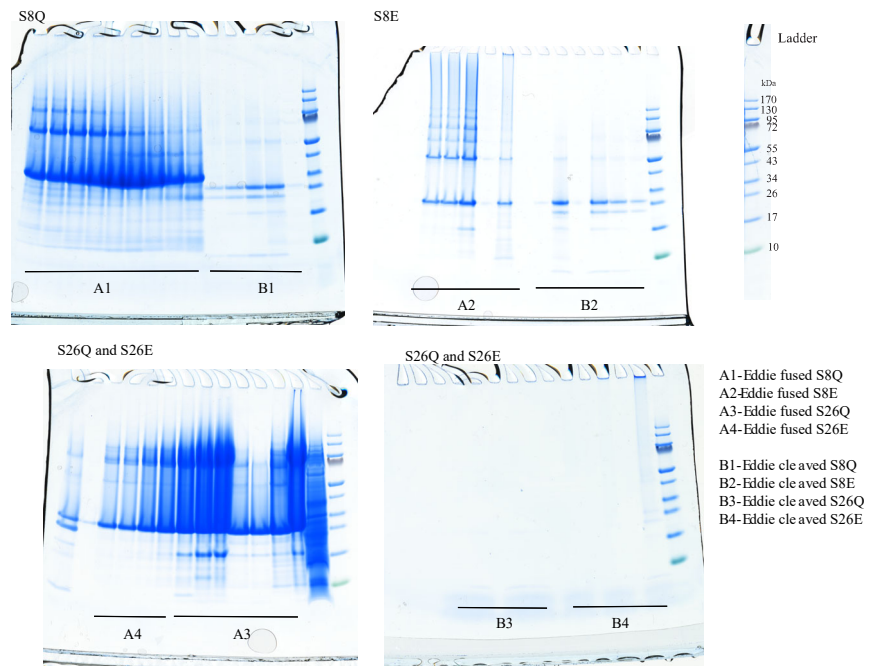 S8Q
S8E
Ladder
kDa
170
130
95
72
55
43
34
26
17
10
A1
B1
A2
B2
S26Q and S26E
S26Q and S26E
A1-Eddie fused S8Q
A2-Eddie fused S8E
A3-Eddie fused S26Q
A4-Eddie fused S26E
B1-Eddie cleaved S8Q
B2-Eddie cleaved S8E
B3-Eddie cleaved S26Q
B4-Eddie cleaved S26E
A4
A3
B3
B4